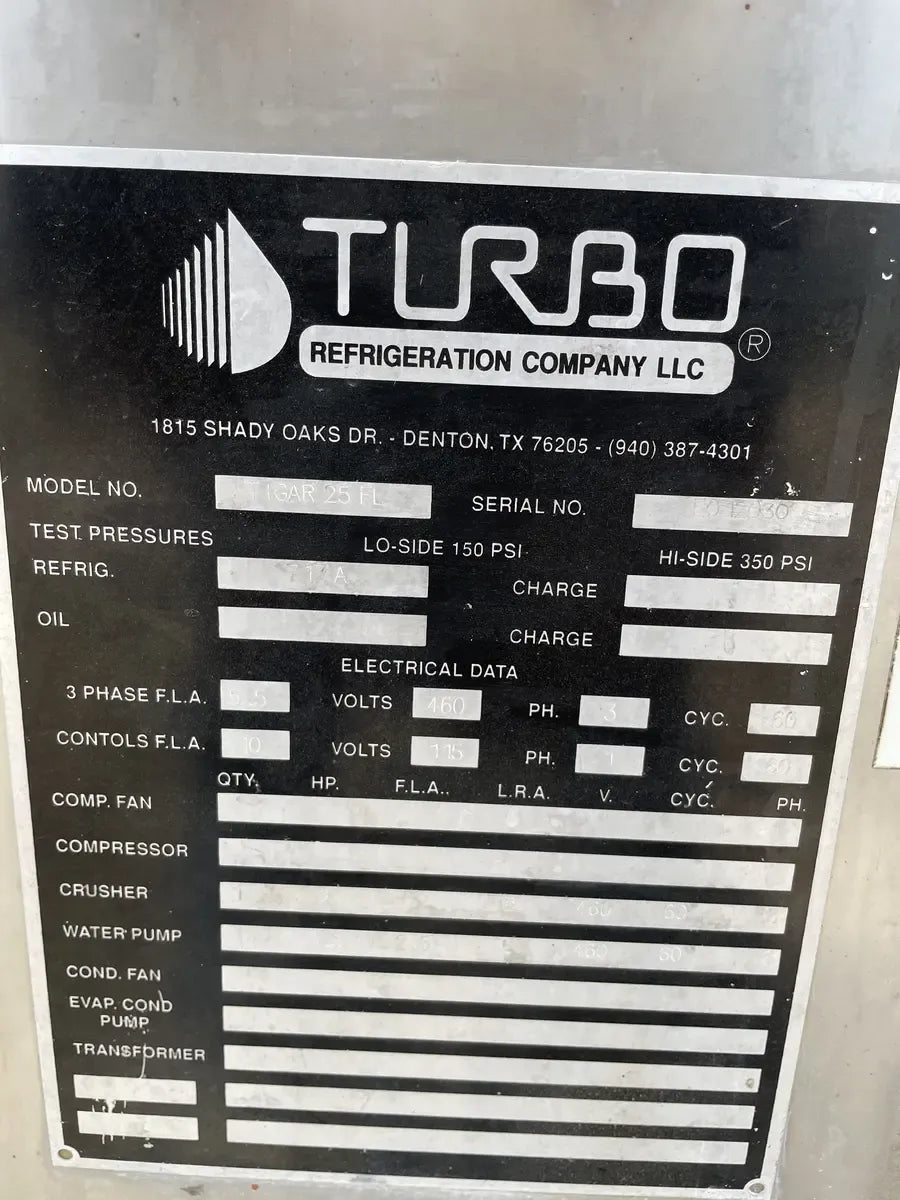 TURBO
®
REFRIGERATION COMPANY LLC
1815 SHADY OAKS DR. - DENTON, TX 76205 - (940) 387-4301
MODEL NO. TIGAR 25 FL SERIAL NO.
TEST PRESSURES LO-SIDE 150 PSI HI-SIDE 350 PSI
REFRIG. 717A CHARGE
OIL CHARGE
ELECTRICAL DATA
3 PHASE F.L.A. VOLTS 460 PH. 3 CYC. 60
CONTOLS F.L.A. 10 VOLTS 115 PH. 1 CYC. 60
QTY. HP. F.L.A.. L.R.A. V. CYC. PH.
COMP. FAN
COMPRESSOR
CRUSHER 460 60
WATER PUMP 460 60
COND. FAN
EVAP. COND
PUMP
TRANSFORMER